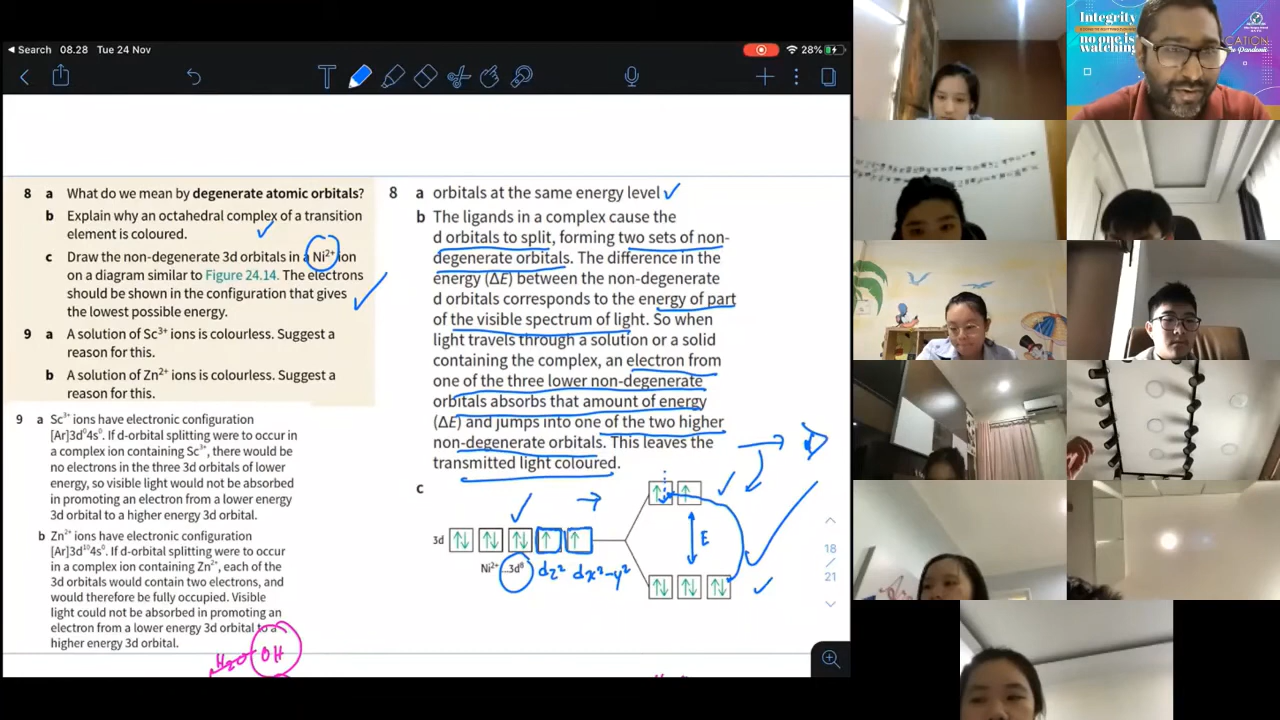 Search 08.28 Tue 24 Nov
28%
8 a What do we mean by degenerate atomic orbitals?
b Explain why an octahedral complex of a transition
element is coloured.
c Draw the non-degenerate 3d orbitals in a Ni²⁺ ion
on a diagram similar to Figure 24.14. The electrons
should be shown in the configuration that gives
the lowest possible energy.
9 a A solution of Sc³⁺ ions is colourless. Suggest a
reason for this.
b A solution of Zn²⁺ ions is colourless. Suggest a
reason for this.
9 a Sc³⁺ ions have electronic configuration
[Ar]3d⁰4s⁰. If d-orbital splitting were to occur in
a complex ion containing Sc³⁺, there would be
no electrons in the three 3d orbitals of lower
energy, so visible light would not be absorbed
in promoting an electron from a lower energy
3d orbital to a higher energy 3d orbital.
b Zn²⁺ ions have electronic configuration
[Ar]3d¹⁰4s⁰. If d-orbital splitting were to occur
in a complex ion containing Zn²⁺, each of the
3d orbitals would contain two electrons, and
would therefore be fully occupied. Visible
light could not be absorbed in promoting an
electron from a lower energy 3d orbital to a
higher energy 3d orbital.
H₂O OH
8 a orbitals at the same energy level
b The ligands in a complex cause the
d orbitals to split, forming two sets of non-
degenerate orbitals. The difference in the
energy (ΔE) between the non-degenerate
d orbitals corresponds to the energy of part
of the visible spectrum of light. So when
light travels through a solution or a solid
containing the complex, an electron from
one of the three lower non-degenerate
orbitals absorbs that amount of energy
(ΔE) and jumps into one of the two higher
non-degenerate orbitals. This leaves the
transmitted light coloured.
c
3d
E
Ni²⁺ ...3d⁸ dz² dx²-y²
18
/
21
Integrity
no one is
watching
CATION
the Pandemic